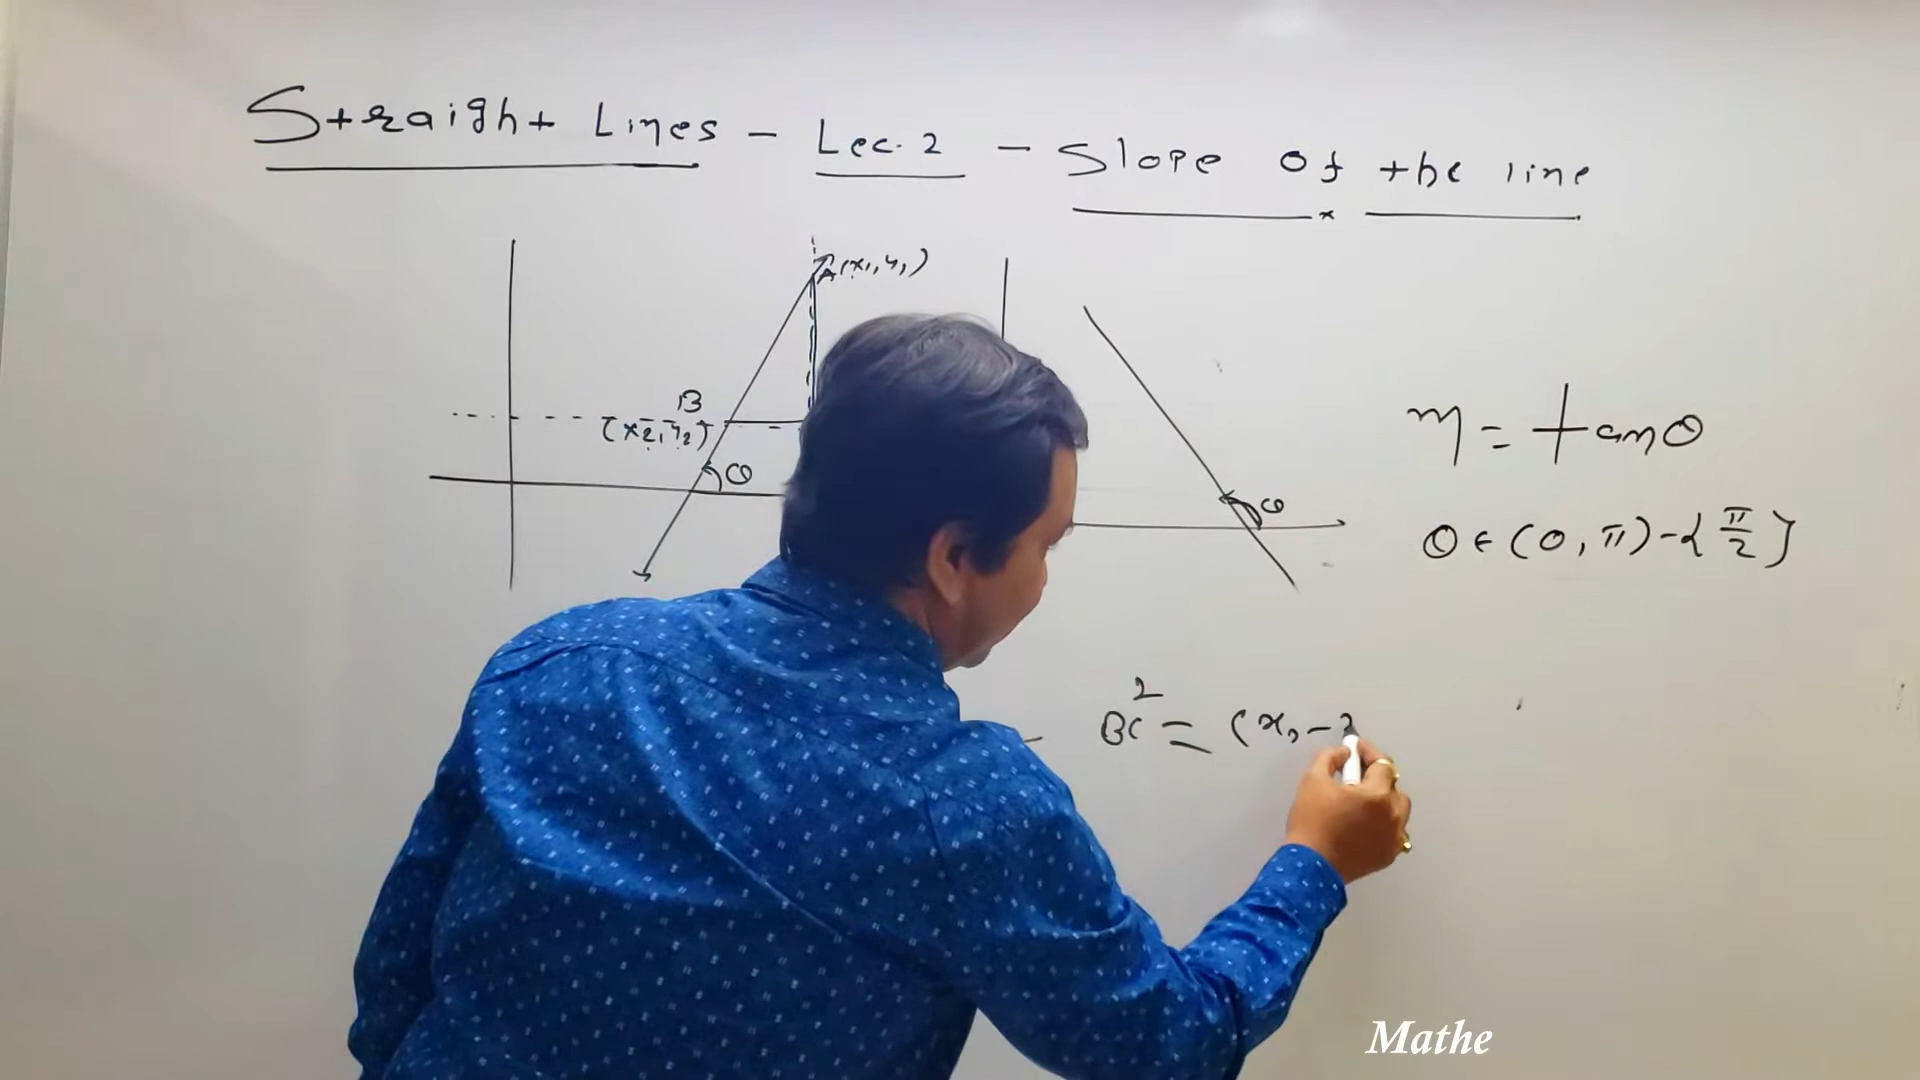 Straight Lines - Lec. 2 - Slope of the line
A(x₁, y₁)
B
(x₂, y₂)
θ
θ
m = tanθ
θ ∈ (0, π) - {π/2}
BC² = (x₂ -
Mathe